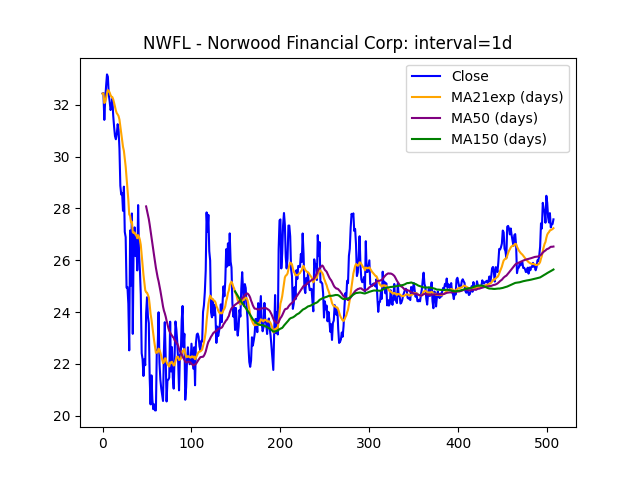 NWFL - Norwood Financial Corp: interval=1d
Close
MA21exp (days)
MA50 (days)
MA150 (days)
32
30
28
26
24
22
20
0 100 200 300 400 500